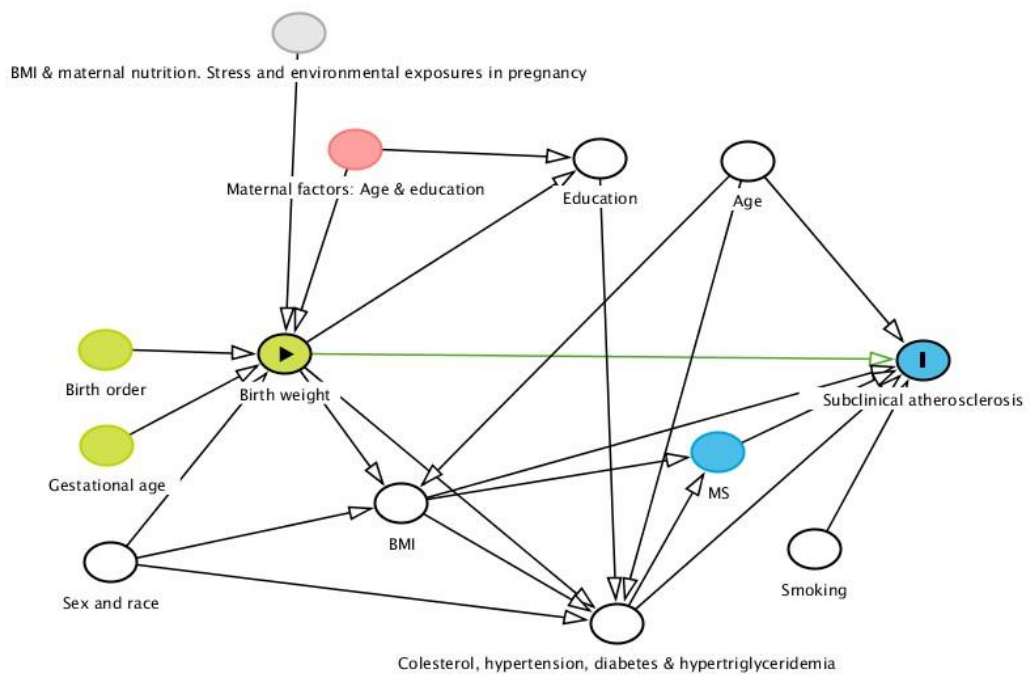 BMI & maternal nutrition. Stress and environmental exposures in pregnancy
Maternal factors: Age & education
Education
Age
Birth order
Birth weight
Subclinical atherosclerosis
Gestational age
MS
BMI
Smoking
Sex and race
Colesterol, hypertension, diabetes & hypertriglyceridemia